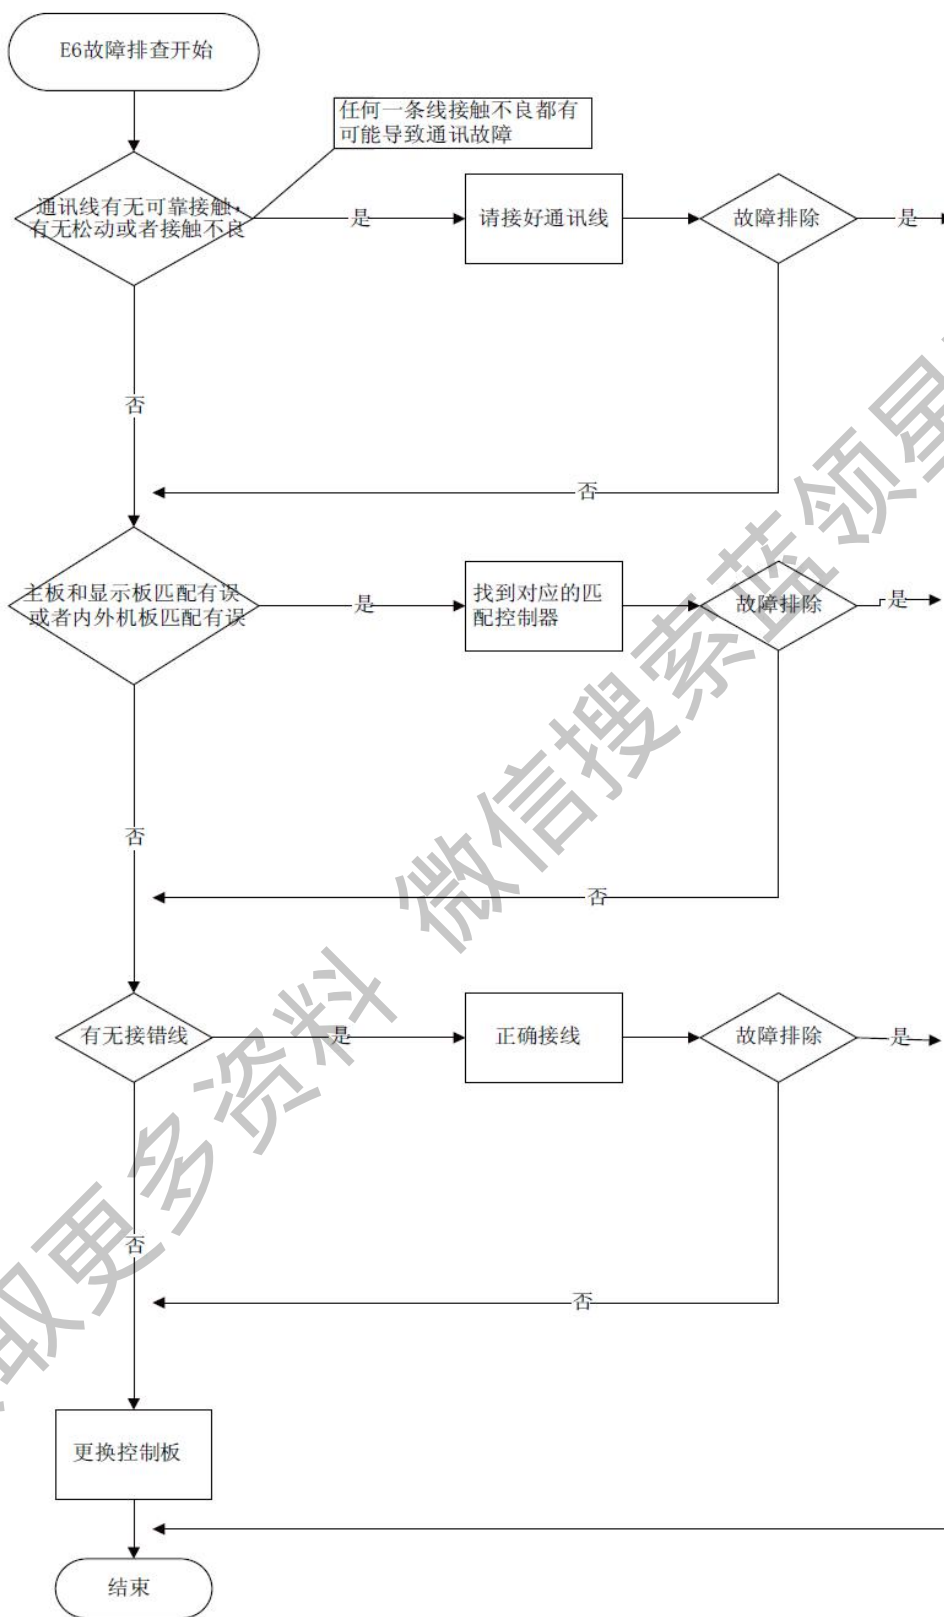 E6故障排查开始
任何一条线接触不良都有
可能导致通讯故障
通讯线有无可靠接触，
有无松动或者接触不良
是
请接好通讯线
故障排除
是
否
否
主板和显示板匹配有误
或者内外机板匹配有误
是
找到对应的匹
配控制器
故障排除
是
否
否
有无接错线
是
正确接线
故障排除
是
否
否
更换控制板
结束
取更多资料 微信搜索蓝领星